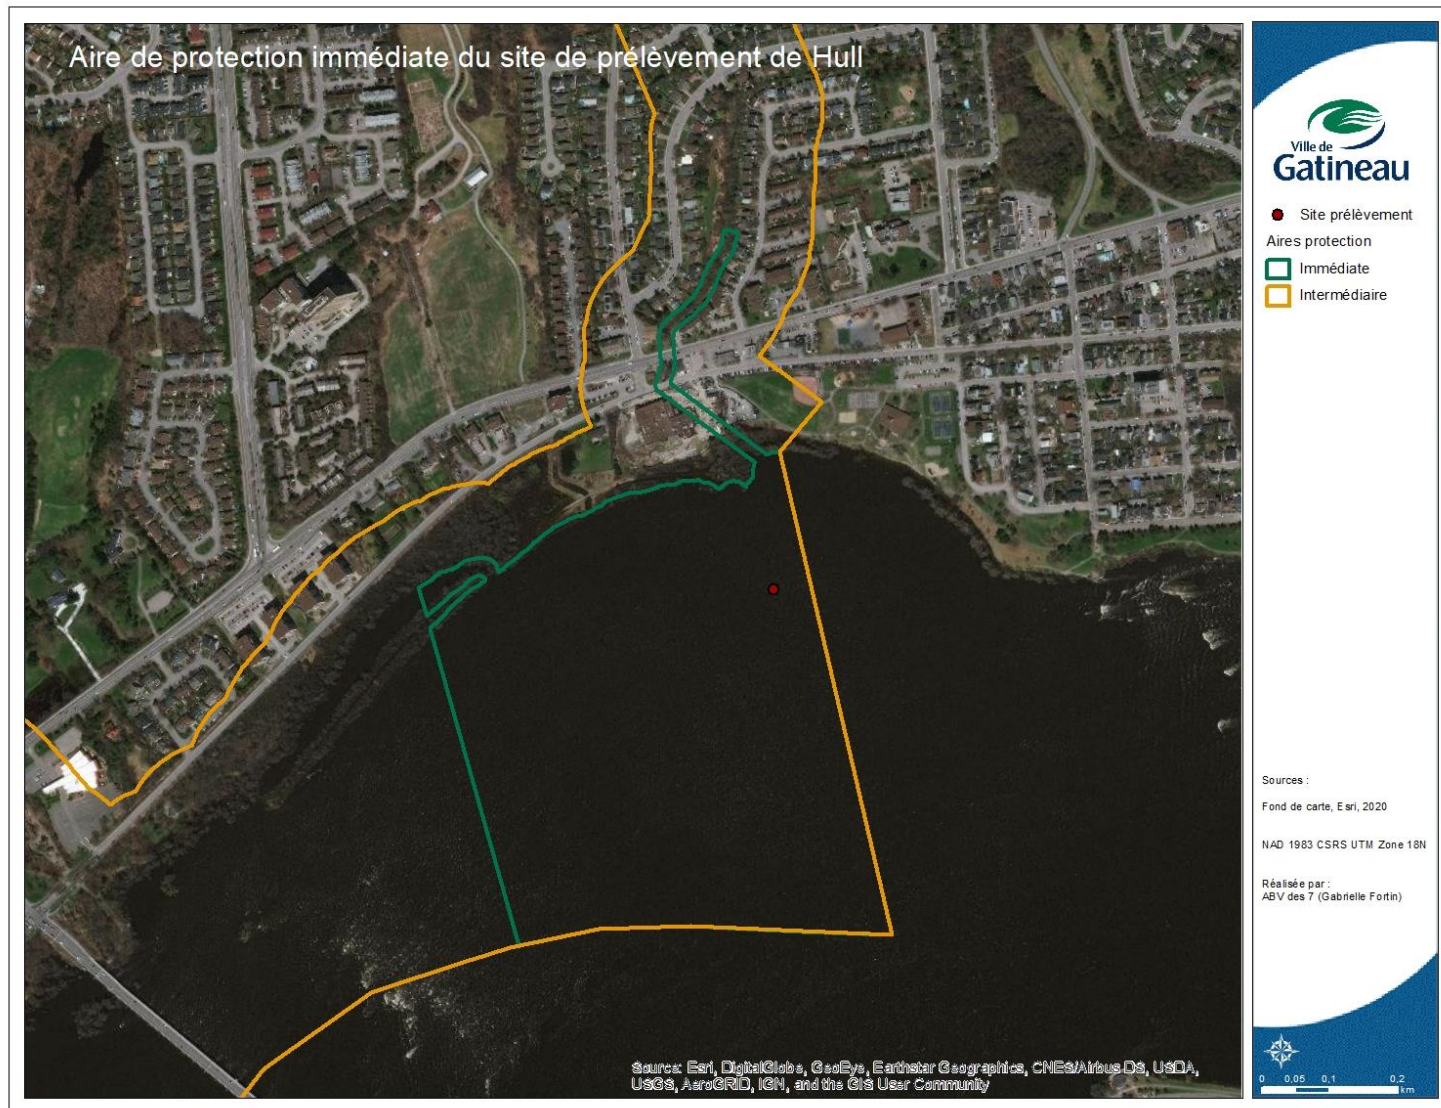 Aire de protection immédiate du site de prélèvement de Hull
Ville de
Gatineau
Site prélèvement
Aires protection
Immédiate
Intermédiaire
Sources :
Fond de carte, Esri, 2020
NAD 1983 CSRS UTM Zone 18N
Réalisée par :
ABV des 7 (Gabrielle Fortin)
0 0,05 0,1 0,2
km
Source: Esri, DigitalGlobe, GeoEye, Earthstar Geographics, CNES/Airbus DS, USDA,
USGS, AeroGRID, IGN, and the GIS User Community